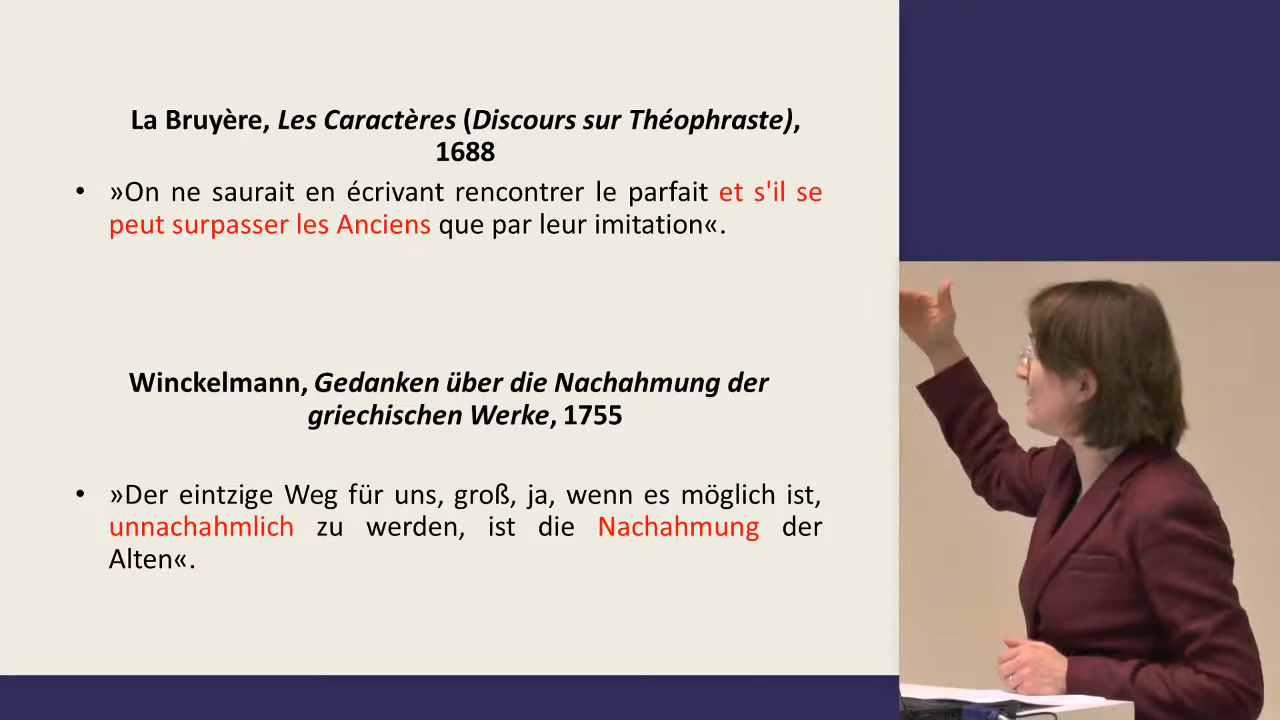 La Bruyère, Les Caractères (Discours sur Théophraste),
1688
• »On ne saurait en écrivant rencontrer le parfait et s'il se
peut surpasser les Anciens que par leur imitation«.
Winckelmann, Gedanken über die Nachahmung der
griechischen Werke, 1755
• »Der eintzige Weg für uns, groß, ja, wenn es möglich ist,
unnachahmlich zu werden, ist die Nachahmung der
Alten«.